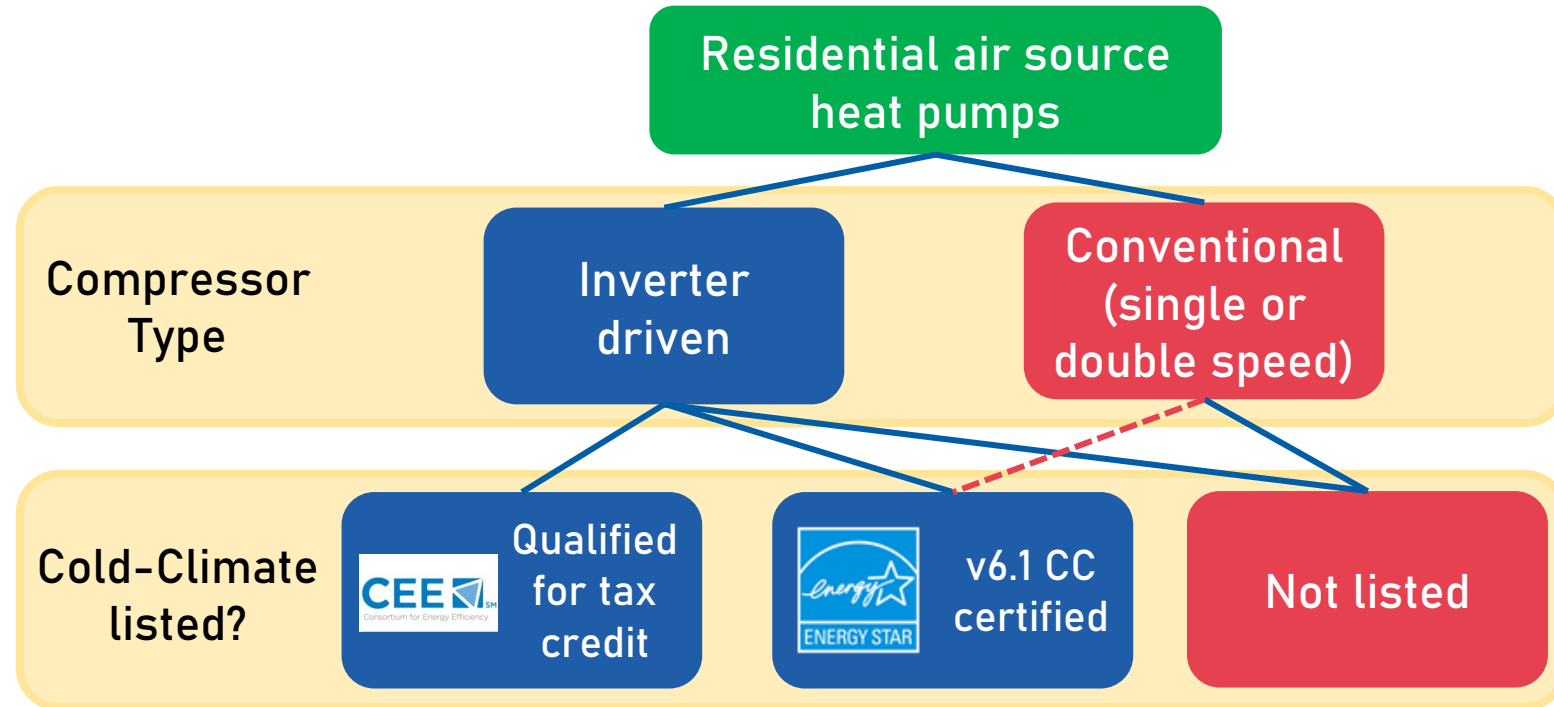 Residential air source
heat pumps
Compressor
Type
Inverter
driven
Conventional
(single or
double speed)
Cold-Climate
listed?
CEE SM
Consortium for Energy Efficiency
Qualified
for tax
credit
energy
ENERGY STAR
v6.1 CC
certified
Not listed